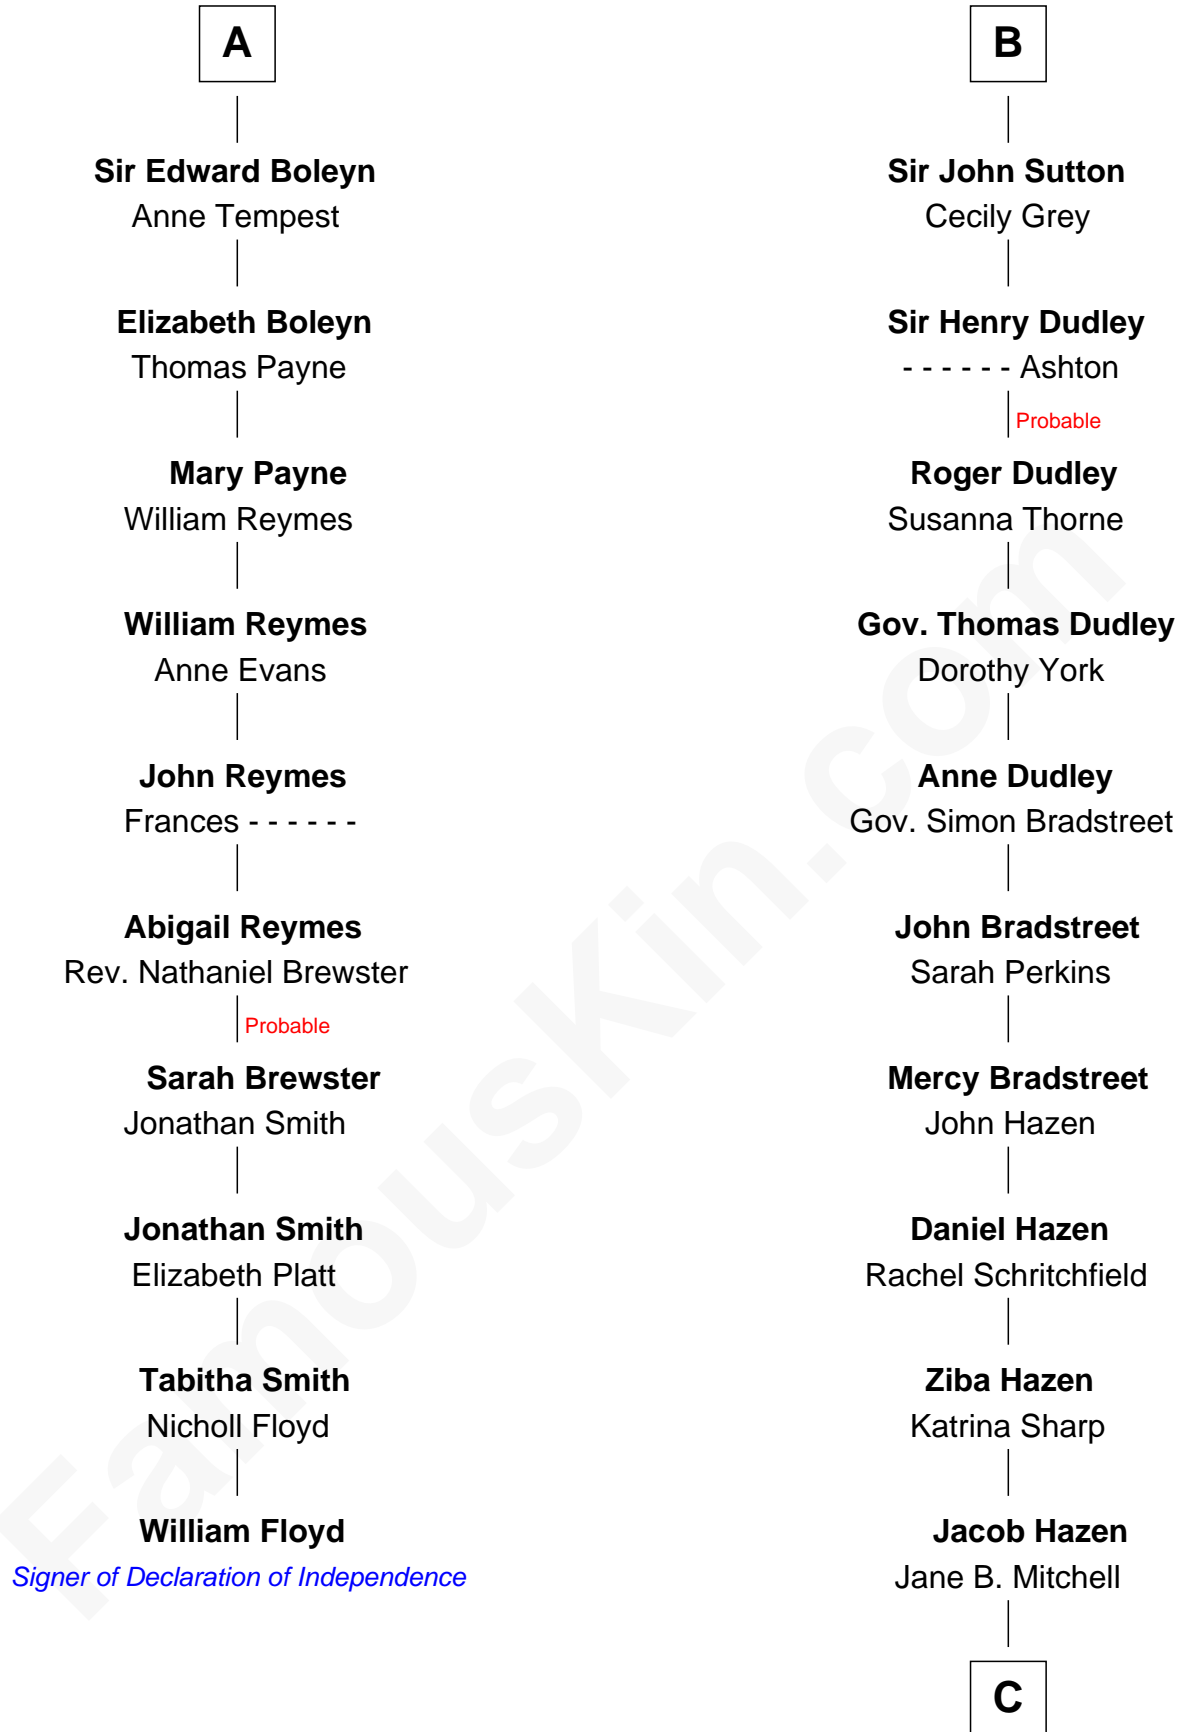 A
Sir Edward Boleyn
Anne Tempest
Elizabeth Boleyn
Thomas Payne
Mary Payne
William Reymes
William Reymes
Anne Evans
John Reymes
Frances - - - - - -
Abigail Reymes
Rev. Nathaniel Brewster
Probable
Sarah Brewster
Jonathan Smith
Jonathan Smith
Elizabeth Platt
Tabitha Smith
Nicholl Floyd
William Floyd
Signer of Declaration of Independence
B
Sir John Sutton
Cecily Grey
Sir Henry Dudley
- - - - - - Ashton
Probable
Roger Dudley
Susanna Thorne
Gov. Thomas Dudley
Dorothy York
Anne Dudley
Gov. Simon Bradstreet
John Bradstreet
Sarah Perkins
Mercy Bradstreet
John Hazen
Daniel Hazen
Rachel Schritchfield
Ziba Hazen
Katrina Sharp
Jacob Hazen
Jane B. Mitchell
C
FamousKin.com